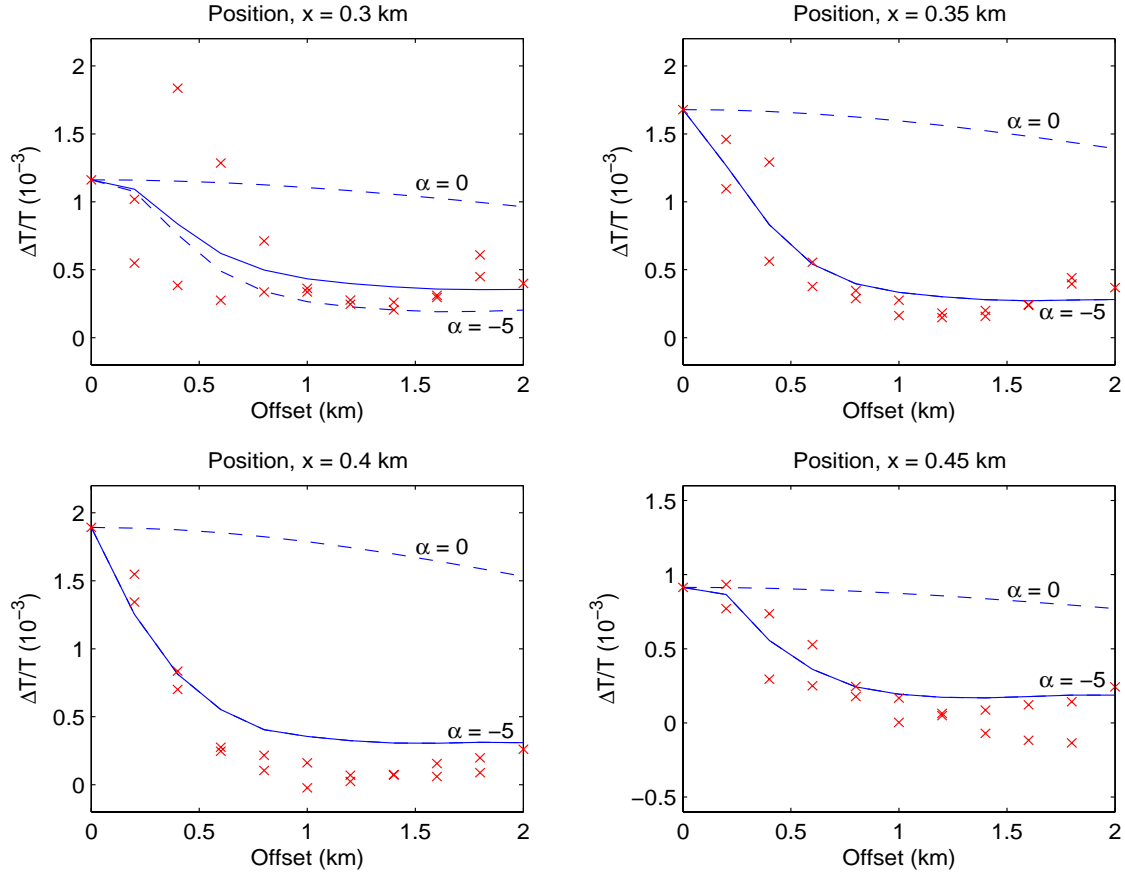 Position, x = 0.3 km
2
1.5
1
0.5
0
ΔT/T (10⁻³)
α = 0
α = −5
0 0.5 1 1.5 2
Offset (km)
Position, x = 0.35 km
2
1.5
1
0.5
0
ΔT/T (10⁻³)
α = 0
α = −5
0 0.5 1 1.5 2
Offset (km)
Position, x = 0.4 km
2
1.5
1
0.5
0
ΔT/T (10⁻³)
α = 0
α = −5
0 0.5 1 1.5 2
Offset (km)
Position, x = 0.45 km
1.5
1
0.5
0
−0.5
ΔT/T (10⁻³)
α = 0
α = −5
0 0.5 1 1.5 2
Offset (km)